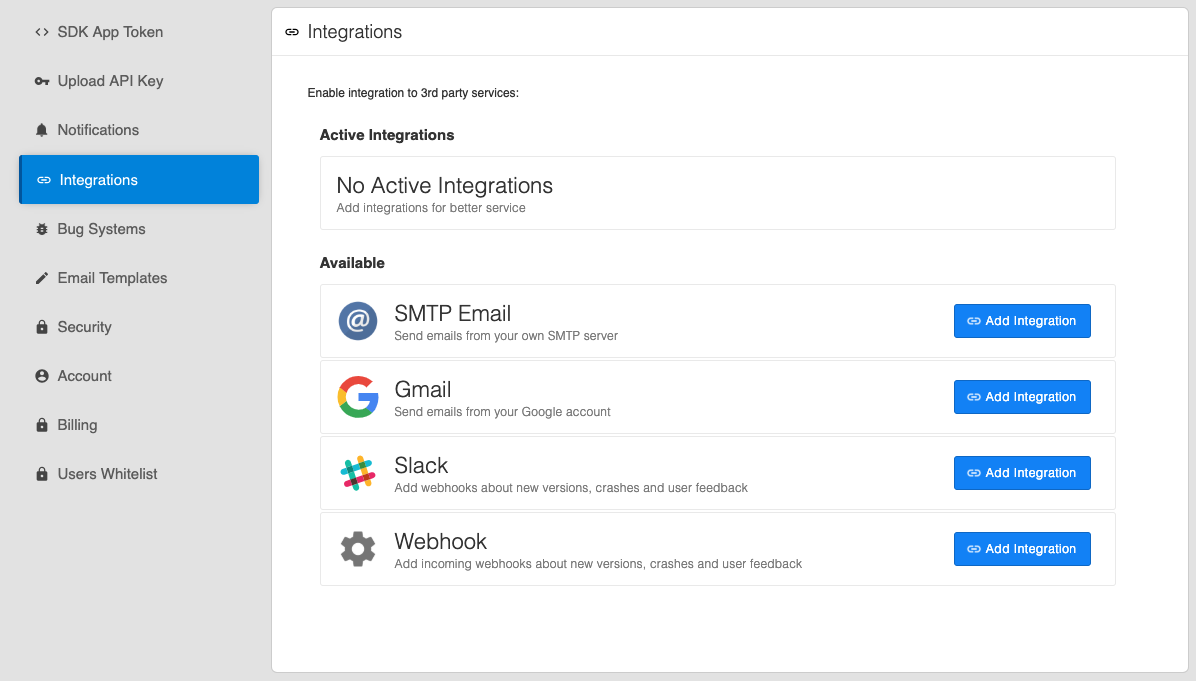 SDK App Token
Upload API Key
Notifications
Integrations
Bug Systems
Email Templates
Security
Account
Billing
Users Whitelist
Integrations
Enable integration to 3rd party services:
Active Integrations
No Active Integrations
Add integrations for better service
Available
SMTP Email
Send emails from your own SMTP server
Add Integration
Gmail
Send emails from your Google account
Add Integration
Slack
Add webhooks about new versions, crashes and user feedback
Add Integration
Webhook
Add incoming webhooks about new versions, crashes and user feedback
Add Integration